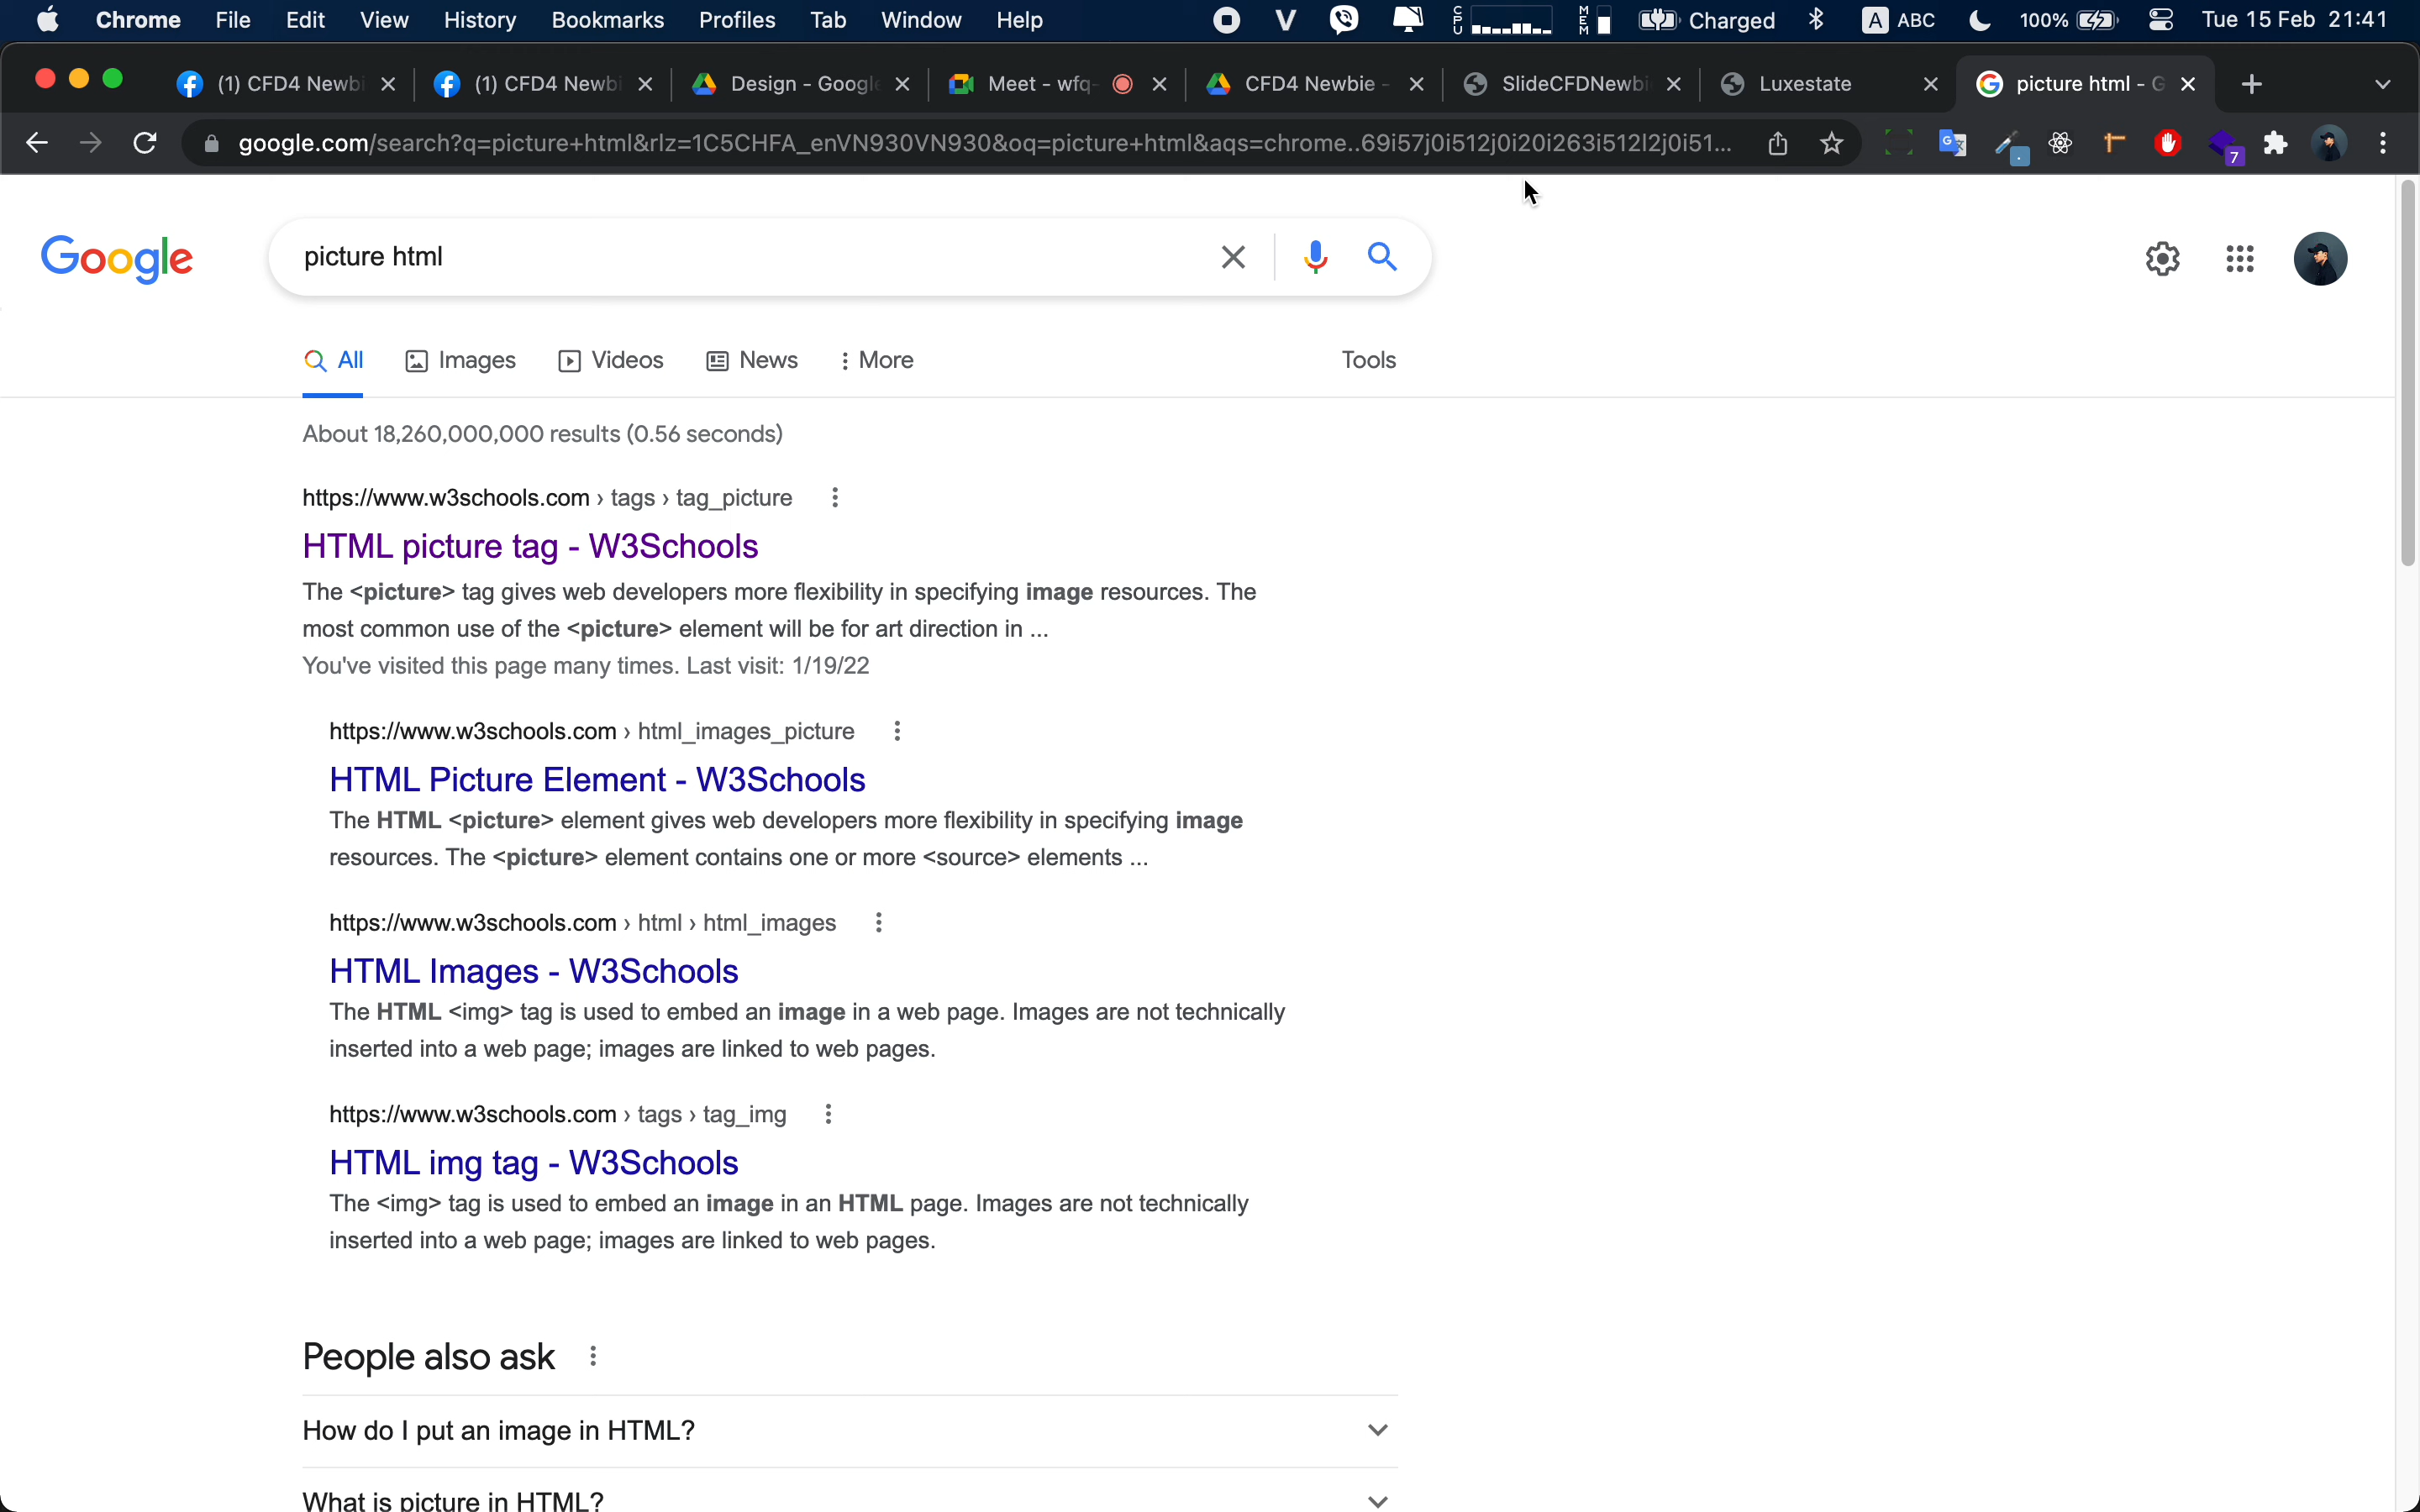 Chrome File Edit View History Bookmarks Profiles Tab Window Help CPU MEM Charged A ABC 100% Tue 15 Feb 21:41
(1) CFD4 Newbi (1) CFD4 Newbi Design - Google Meet - wfq- CFD4 Newbie - SlideCFDNewbi Luxestate picture html - G
google.com/search?q=picture+html&rlz=1C5CHFA_enVN930VN930&oq=picture+html&aqs=chrome..69i57j0i512j0i20i263i512l2j0i51... 7
Google picture html
All Images Videos News More Tools
About 18,260,000,000 results (0.56 seconds)
https://www.w3schools.com › tags › tag_picture
HTML picture tag - W3Schools
The <picture> tag gives web developers more flexibility in specifying image resources. The
most common use of the <picture> element will be for art direction in ...
You've visited this page many times. Last visit: 1/19/22
https://www.w3schools.com › html_images_picture
HTML Picture Element - W3Schools
The HTML <picture> element gives web developers more flexibility in specifying image
resources. The <picture> element contains one or more <source> elements ...
https://www.w3schools.com › html › html_images
HTML Images - W3Schools
The HTML <img> tag is used to embed an image in a web page. Images are not technically
inserted into a web page; images are linked to web pages.
https://www.w3schools.com › tags › tag_img
HTML img tag - W3Schools
The <img> tag is used to embed an image in an HTML page. Images are not technically
inserted into a web page; images are linked to web pages.
People also ask
How do I put an image in HTML?
What is picture in HTML?